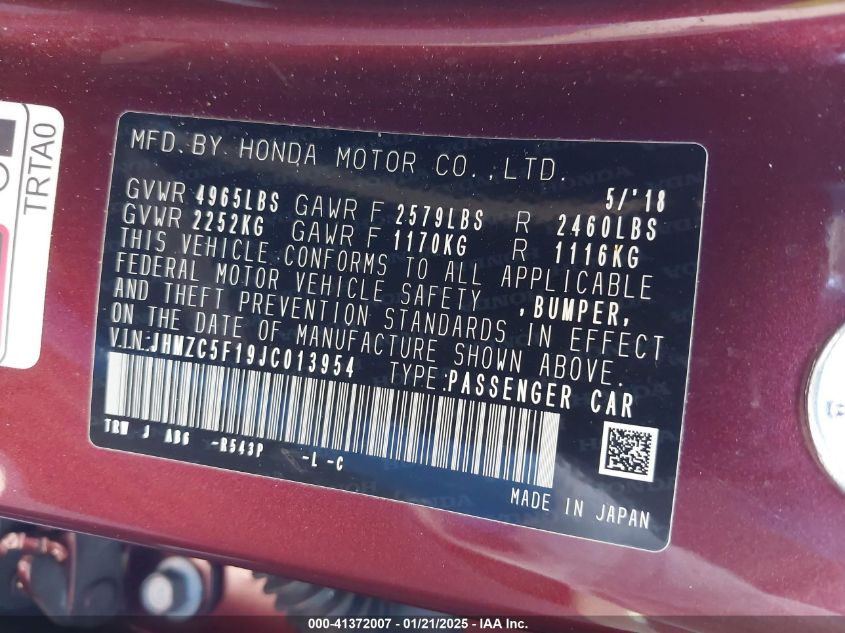 TRTA0
MFD. BY HONDA MOTOR CO.,LTD.
5/'18
GVWR 4965LBS GAWR F 2579LBS R 2460LBS
GVWR 2252KG GAWR F 1170KG R 1116KG
THIS VEHICLE CONFORMS TO ALL APPLICABLE
FEDERAL MOTOR VEHICLE SAFETY ,BUMPER,
AND THEFT PREVENTION STANDARDS IN EFFECT
ON THE DATE OF MANUFACTURE SHOWN ABOVE.
V.I.N:JHMZC5F19JC013954 TYPE:PASSENGER CAR
TRW J AB6 -R543P -L -C
MADE IN JAPAN
000-41372007 - 01/21/2025 - IAA Inc.